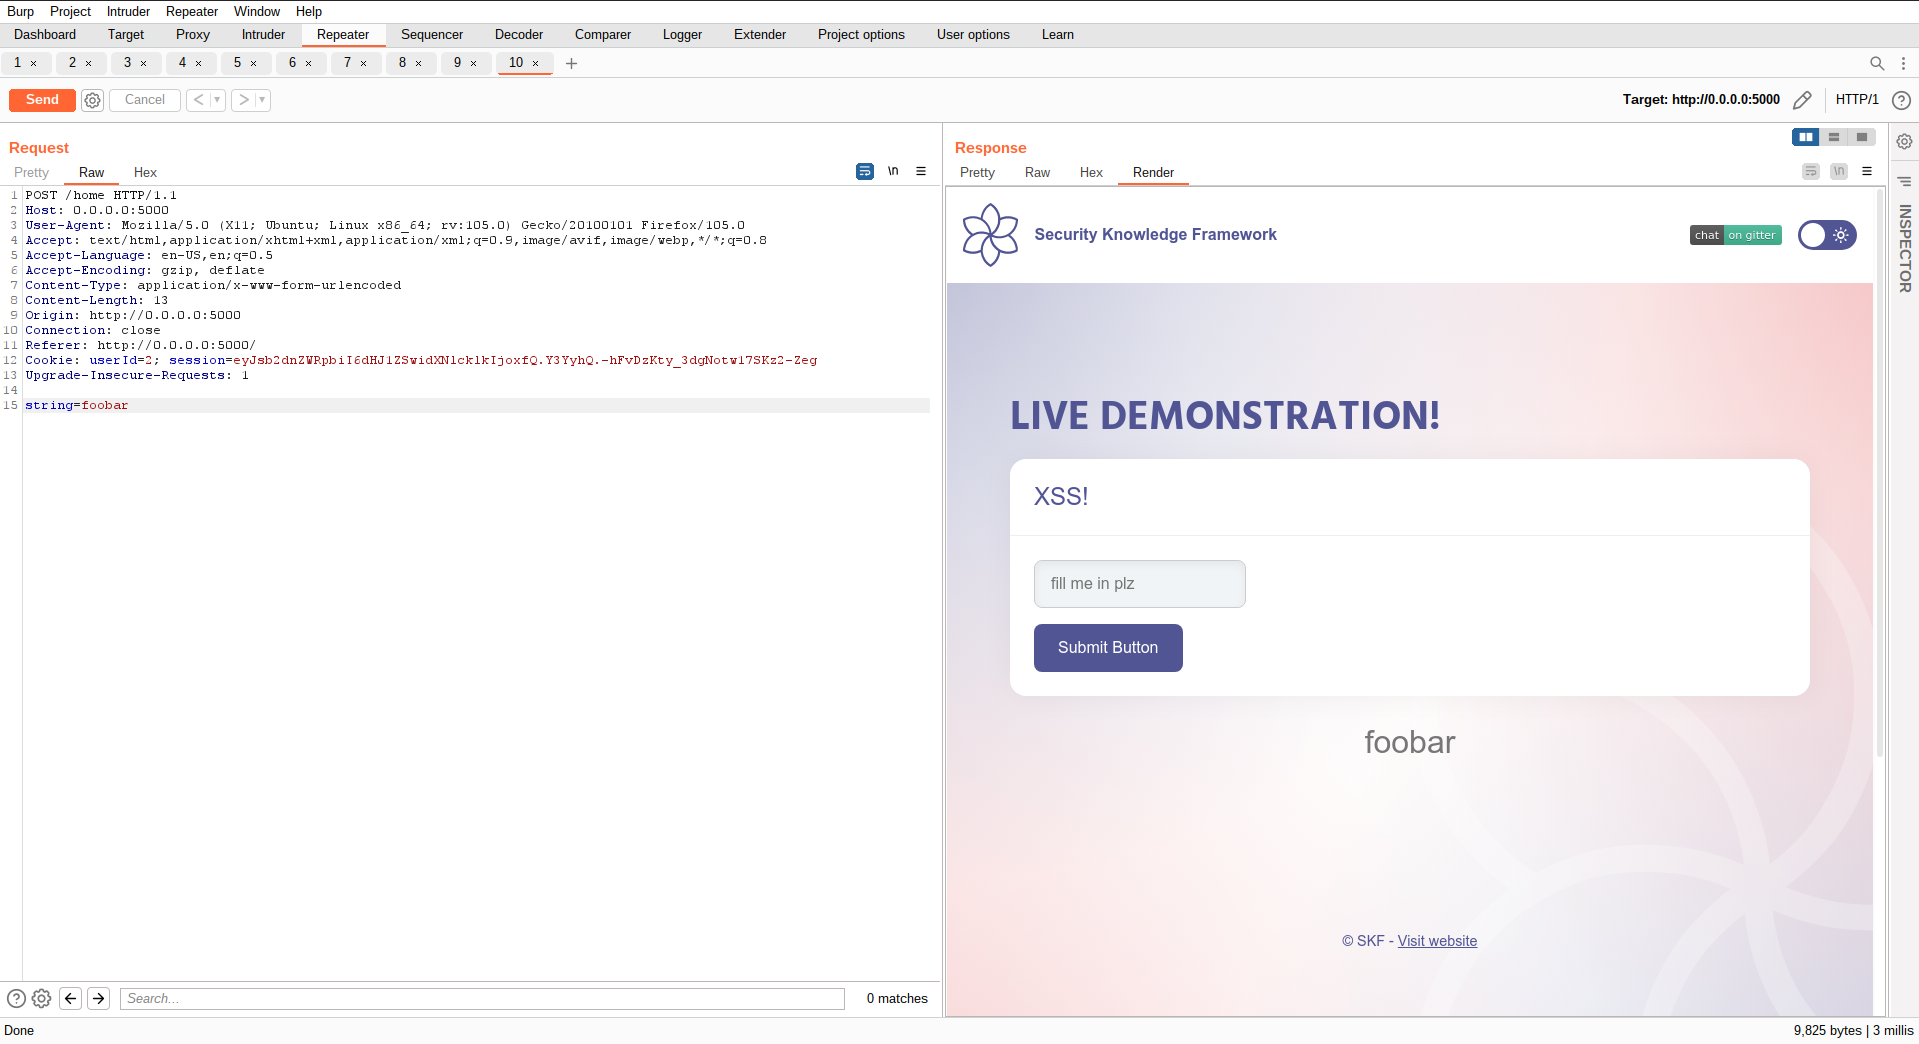 Burp Project Intruder Repeater Window Help
Dashboard Target Proxy Intruder Repeater Sequencer Decoder Comparer Logger Extender Project options User options Learn
1 × 2 × 3 × 4 × 5 × 6 × 7 × 8 × 9 × 10 × +
Send Cancel < > Target: http://0.0.0.0:5000 HTTP/1 ?
Request
Pretty Raw Hex \n
1 POST /home HTTP/1.1
2 Host: 0.0.0.0:5000
3 User-Agent: Mozilla/5.0 (X11; Ubuntu; Linux x86_64; rv:105.0) Gecko/20100101 Firefox/105.0
4 Accept: text/html,application/xhtml+xml,application/xml;q=0.9,image/avif,image/webp,*/*;q=0.8
5 Accept-Language: en-US,en;q=0.5
6 Accept-Encoding: gzip, deflate
7 Content-Type: application/x-www-form-urlencoded
8 Content-Length: 13
9 Origin: http://0.0.0.0:5000
10 Connection: close
11 Referer: http://0.0.0.0:5000/
12 Cookie: userId=2; session=eyJsb2dnZWRpbiI6dHJ1ZSwidXNlcklkIjoxfQ.Y3YyhQ.-hFvDzKty_3dgNotw17SKz2-Zeg
13 Upgrade-Insecure-Requests: 1
14
15 string=foobar
? Search... 0 matches
Response
Pretty Raw Hex Render \n
Security Knowledge Framework
chat on gitter
LIVE DEMONSTRATION!
XSS!
fill me in plz
Submit Button
foobar
© SKF - Visit website
INSPECTOR
Done
9,825 bytes | 3 millis